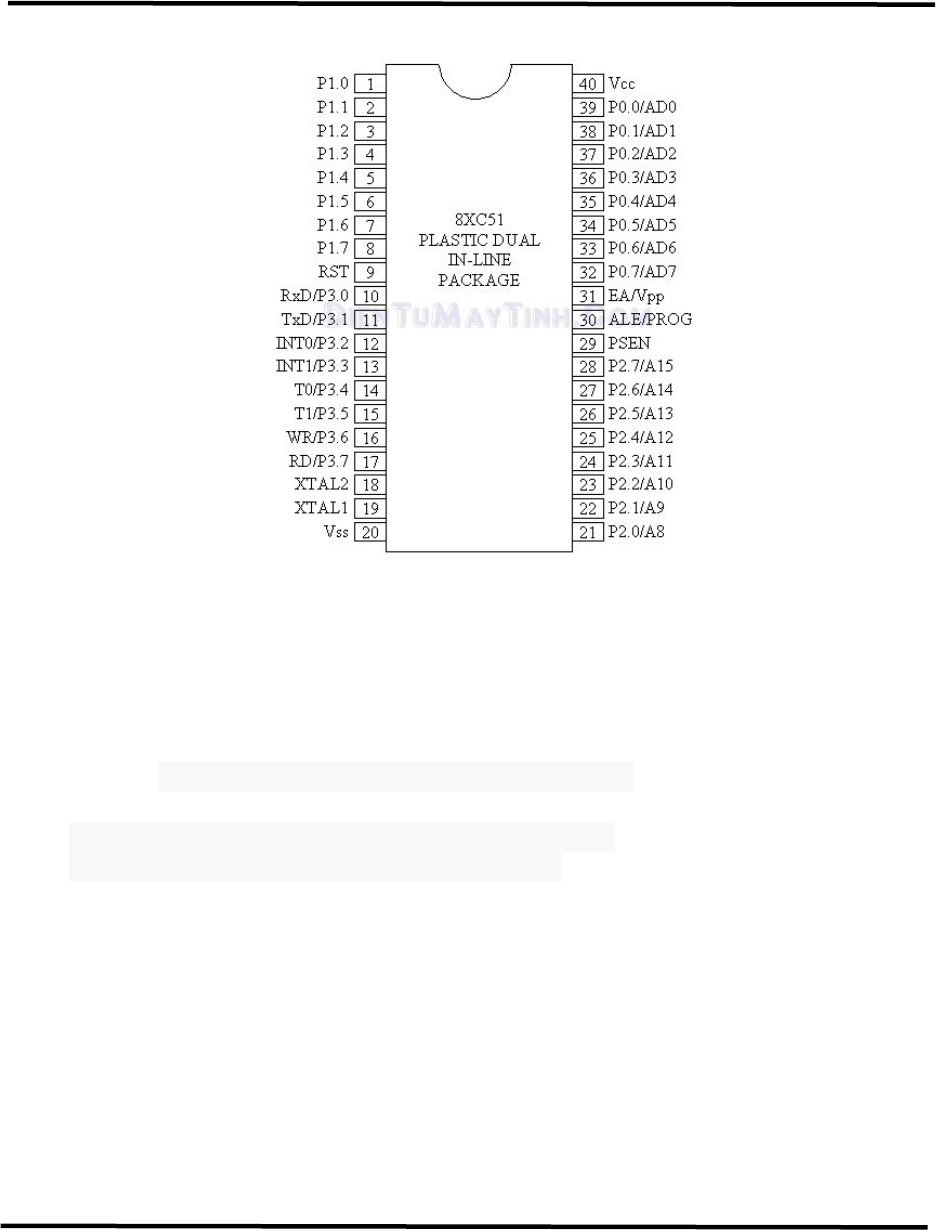 P1.0 1 40 Vcc
P1.1 2 39 P0.0/AD0
P1.2 3 38 P0.1/AD1
P1.3 4 37 P0.2/AD2
P1.4 5 36 P0.3/AD3
P1.5 6 35 P0.4/AD4
P1.6 7 34 P0.5/AD5
P1.7 8 33 P0.6/AD6
RST 9 32 P0.7/AD7
RxD/P3.0 10 31 EA/Vpp
TxD/P3.1 11 30 ALE/PROG
INT0/P3.2 12 29 PSEN
INT1/P3.3 13 28 P2.7/A15
T0/P3.4 14 27 P2.6/A14
T1/P3.5 15 26 P2.5/A13
WR/P3.6 16 25 P2.4/A12
RD/P3.7 17 24 P2.3/A11
XTAL2 18 23 P2.2/A10
XTAL1 19 22 P2.1/A9
Vss 20 21 P2.0/A8
8XC51
PLASTIC DUAL
IN-LINE
PACKAGE
DIENTUMAYTINH.COM